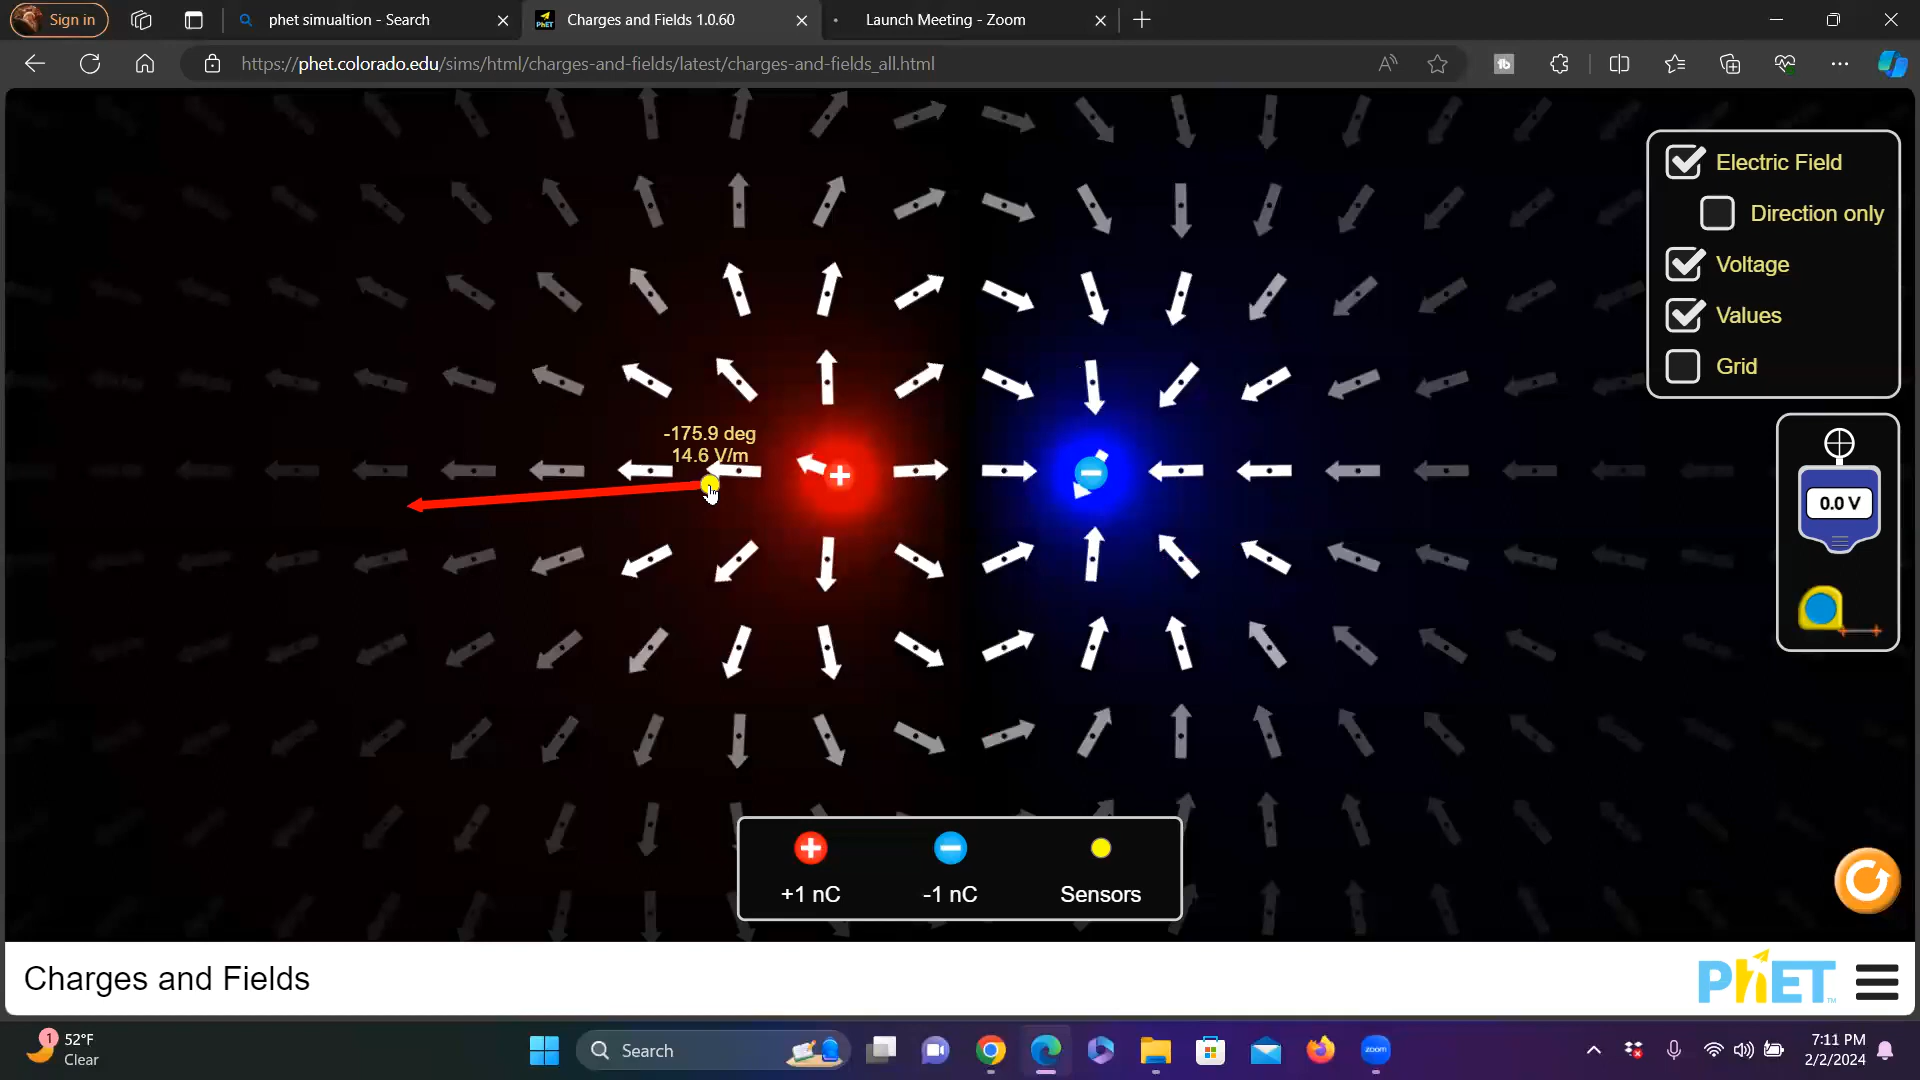 Sign in
phet simualtion - Search
Charges and Fields 1.0.60
Launch Meeting - Zoom
https://phet.colorado.edu/sims/html/charges-and-fields/latest/charges-and-fields_all.html
Electric Field
Direction only
Voltage
Values
Grid
-175.9 deg
14.6 V/m
0.0 V
+1 nC
-1 nC
Sensors
Charges and Fields
PhET
1
52°F
Clear
Search
zoom
7:11 PM
2/2/2024